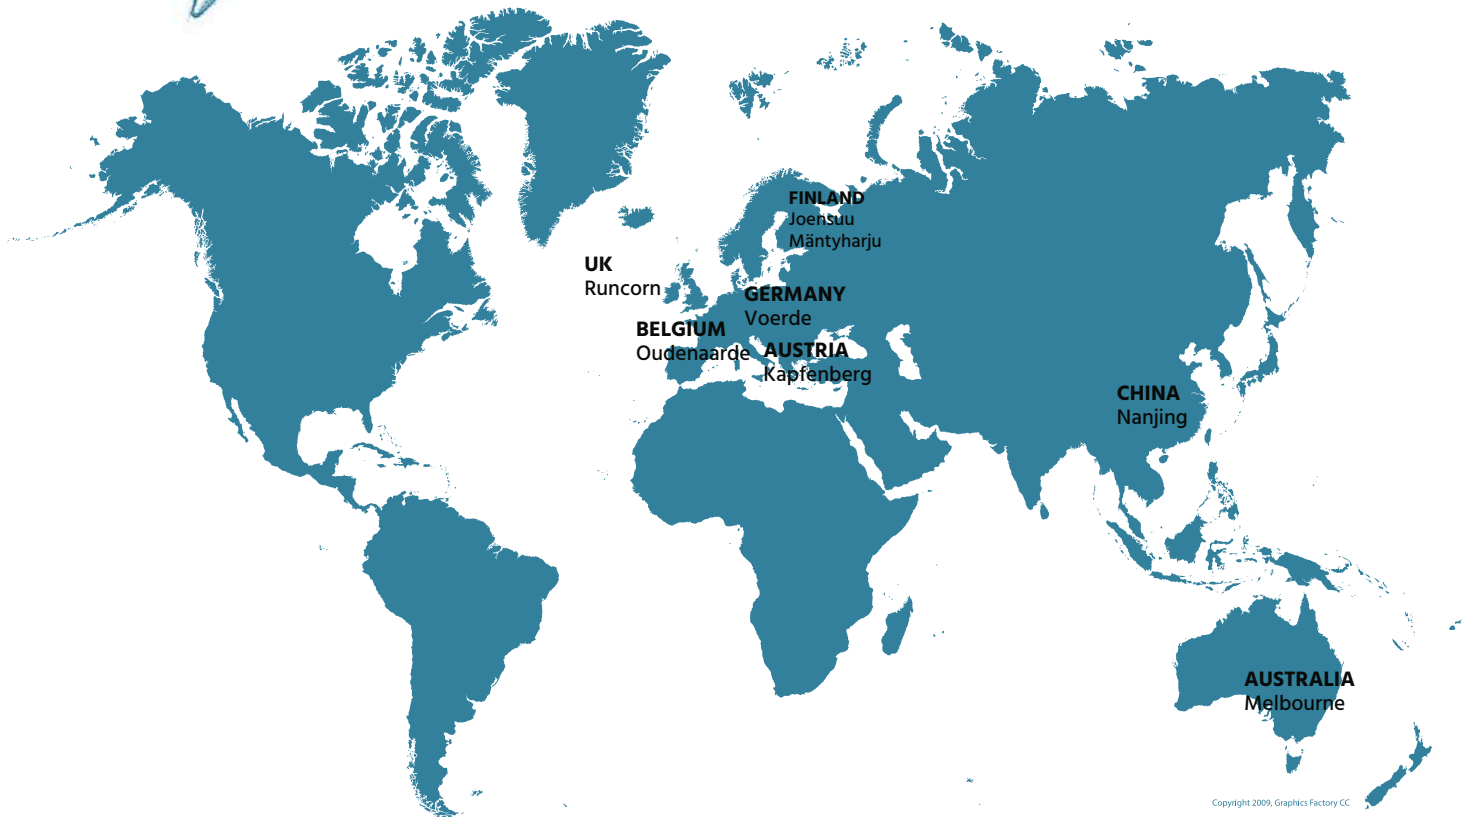 FINLAND
Joensuu
Mäntyharju
UK
Runcorn
GERMANY
Voerde
BELGIUM
Oudenaarde
AUSTRIA
Kapfenberg
CHINA
Nanjing
AUSTRALIA
Melbourne
Copyright 2009, Graphics Factory CC